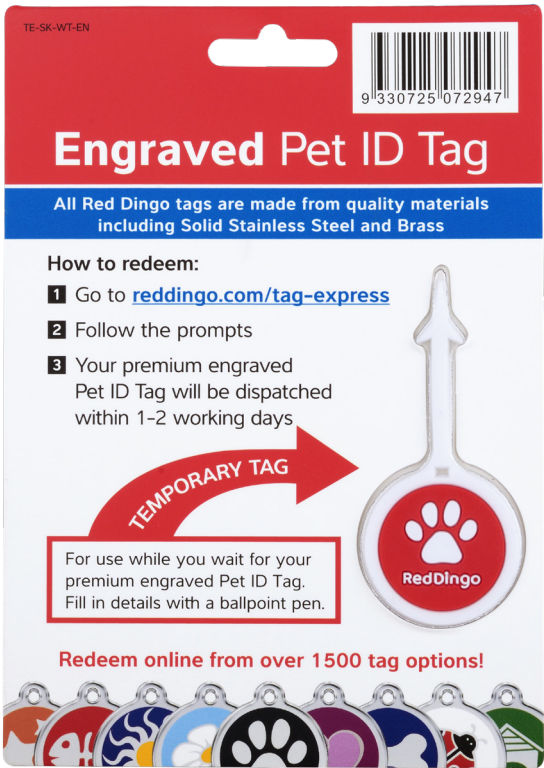 TE-SK-WT-EN
9 330725 072947
Engraved Pet ID Tag
All Red Dingo tags are made from quality materials
including Solid Stainless Steel and Brass
How to redeem:
1 Go to reddingo.com/tag-express
2 Follow the prompts
3 Your premium engraved
Pet ID Tag will be dispatched
within 1-2 working days
TEMPORARY TAG
For use while you wait for your
premium engraved Pet ID Tag.
Fill in details with a ballpoint pen.
RedDingo
Redeem online from over 1500 tag options!